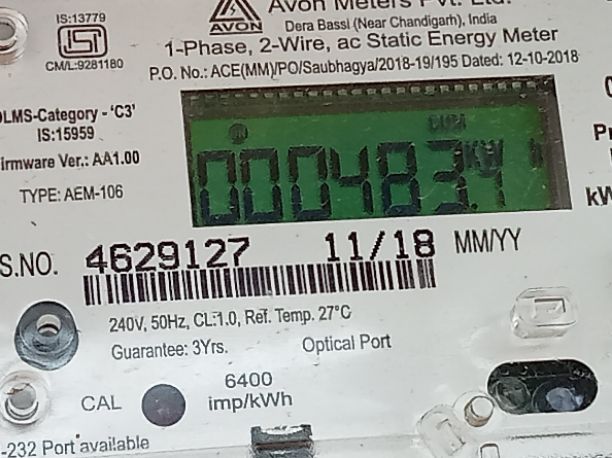 IS:13779
CM/L:9281180
AVON
Avon Meters Pvt. Ltd.
Dera Bassi (Near Chandigarh), India
1-Phase, 2-Wire, ac Static Energy Meter
P.O. No.: ACE(MM)/PO/Saubhagya/2018-19/195 Dated: 12-10-2018
DLMS-Category - 'C3'
IS:15959
Firmware Ver.: AA1.00
TYPE: AEM-106
CUM
000483.4 kWh
S.NO. 4629127 11/18 MM/YY
240V, 50Hz, CL:1.0, Ref. Temp. 27°C
Guarantee: 3Yrs. Optical Port
CAL
6400
imp/kWh
-232 Port available